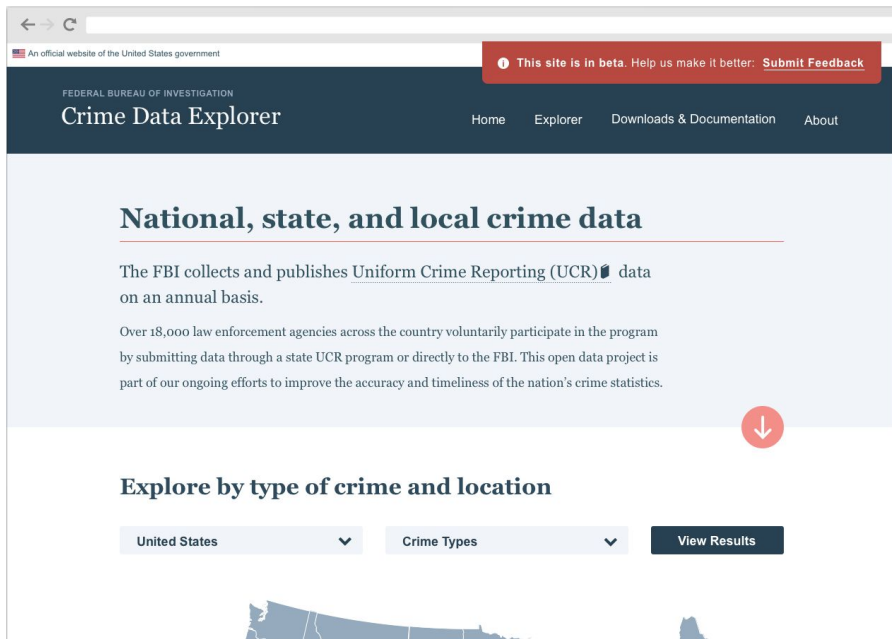 An official website of the United States government
This site is in beta. Help us make it better: Submit Feedback
FEDERAL BUREAU OF INVESTIGATION
Crime Data Explorer
Home Explorer Downloads & Documentation About
National, state, and local crime data
The FBI collects and publishes Uniform Crime Reporting (UCR) data
on an annual basis.
Over 18,000 law enforcement agencies across the country voluntarily participate in the program
by submitting data through a state UCR program or directly to the FBI. This open data project is
part of our ongoing efforts to improve the accuracy and timeliness of the nation's crime statistics.
Explore by type of crime and location
United States Crime Types View Results